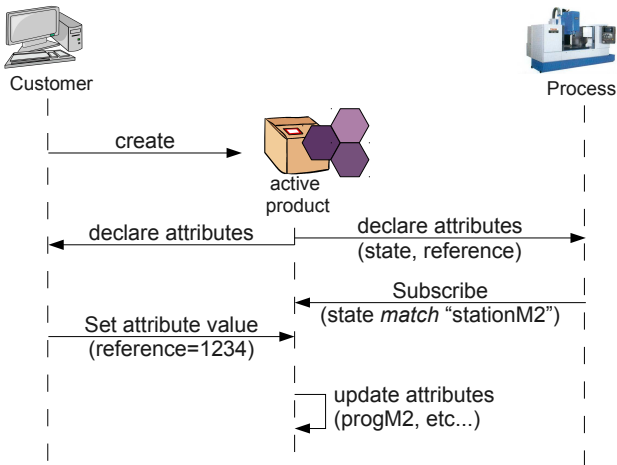 Customer
Process
create
active
product
declare attributes
declare attributes
(state, reference)
Subscribe
(state match “stationM2”)
Set attribute value
(reference=1234)
update attributes
(progM2, etc...)